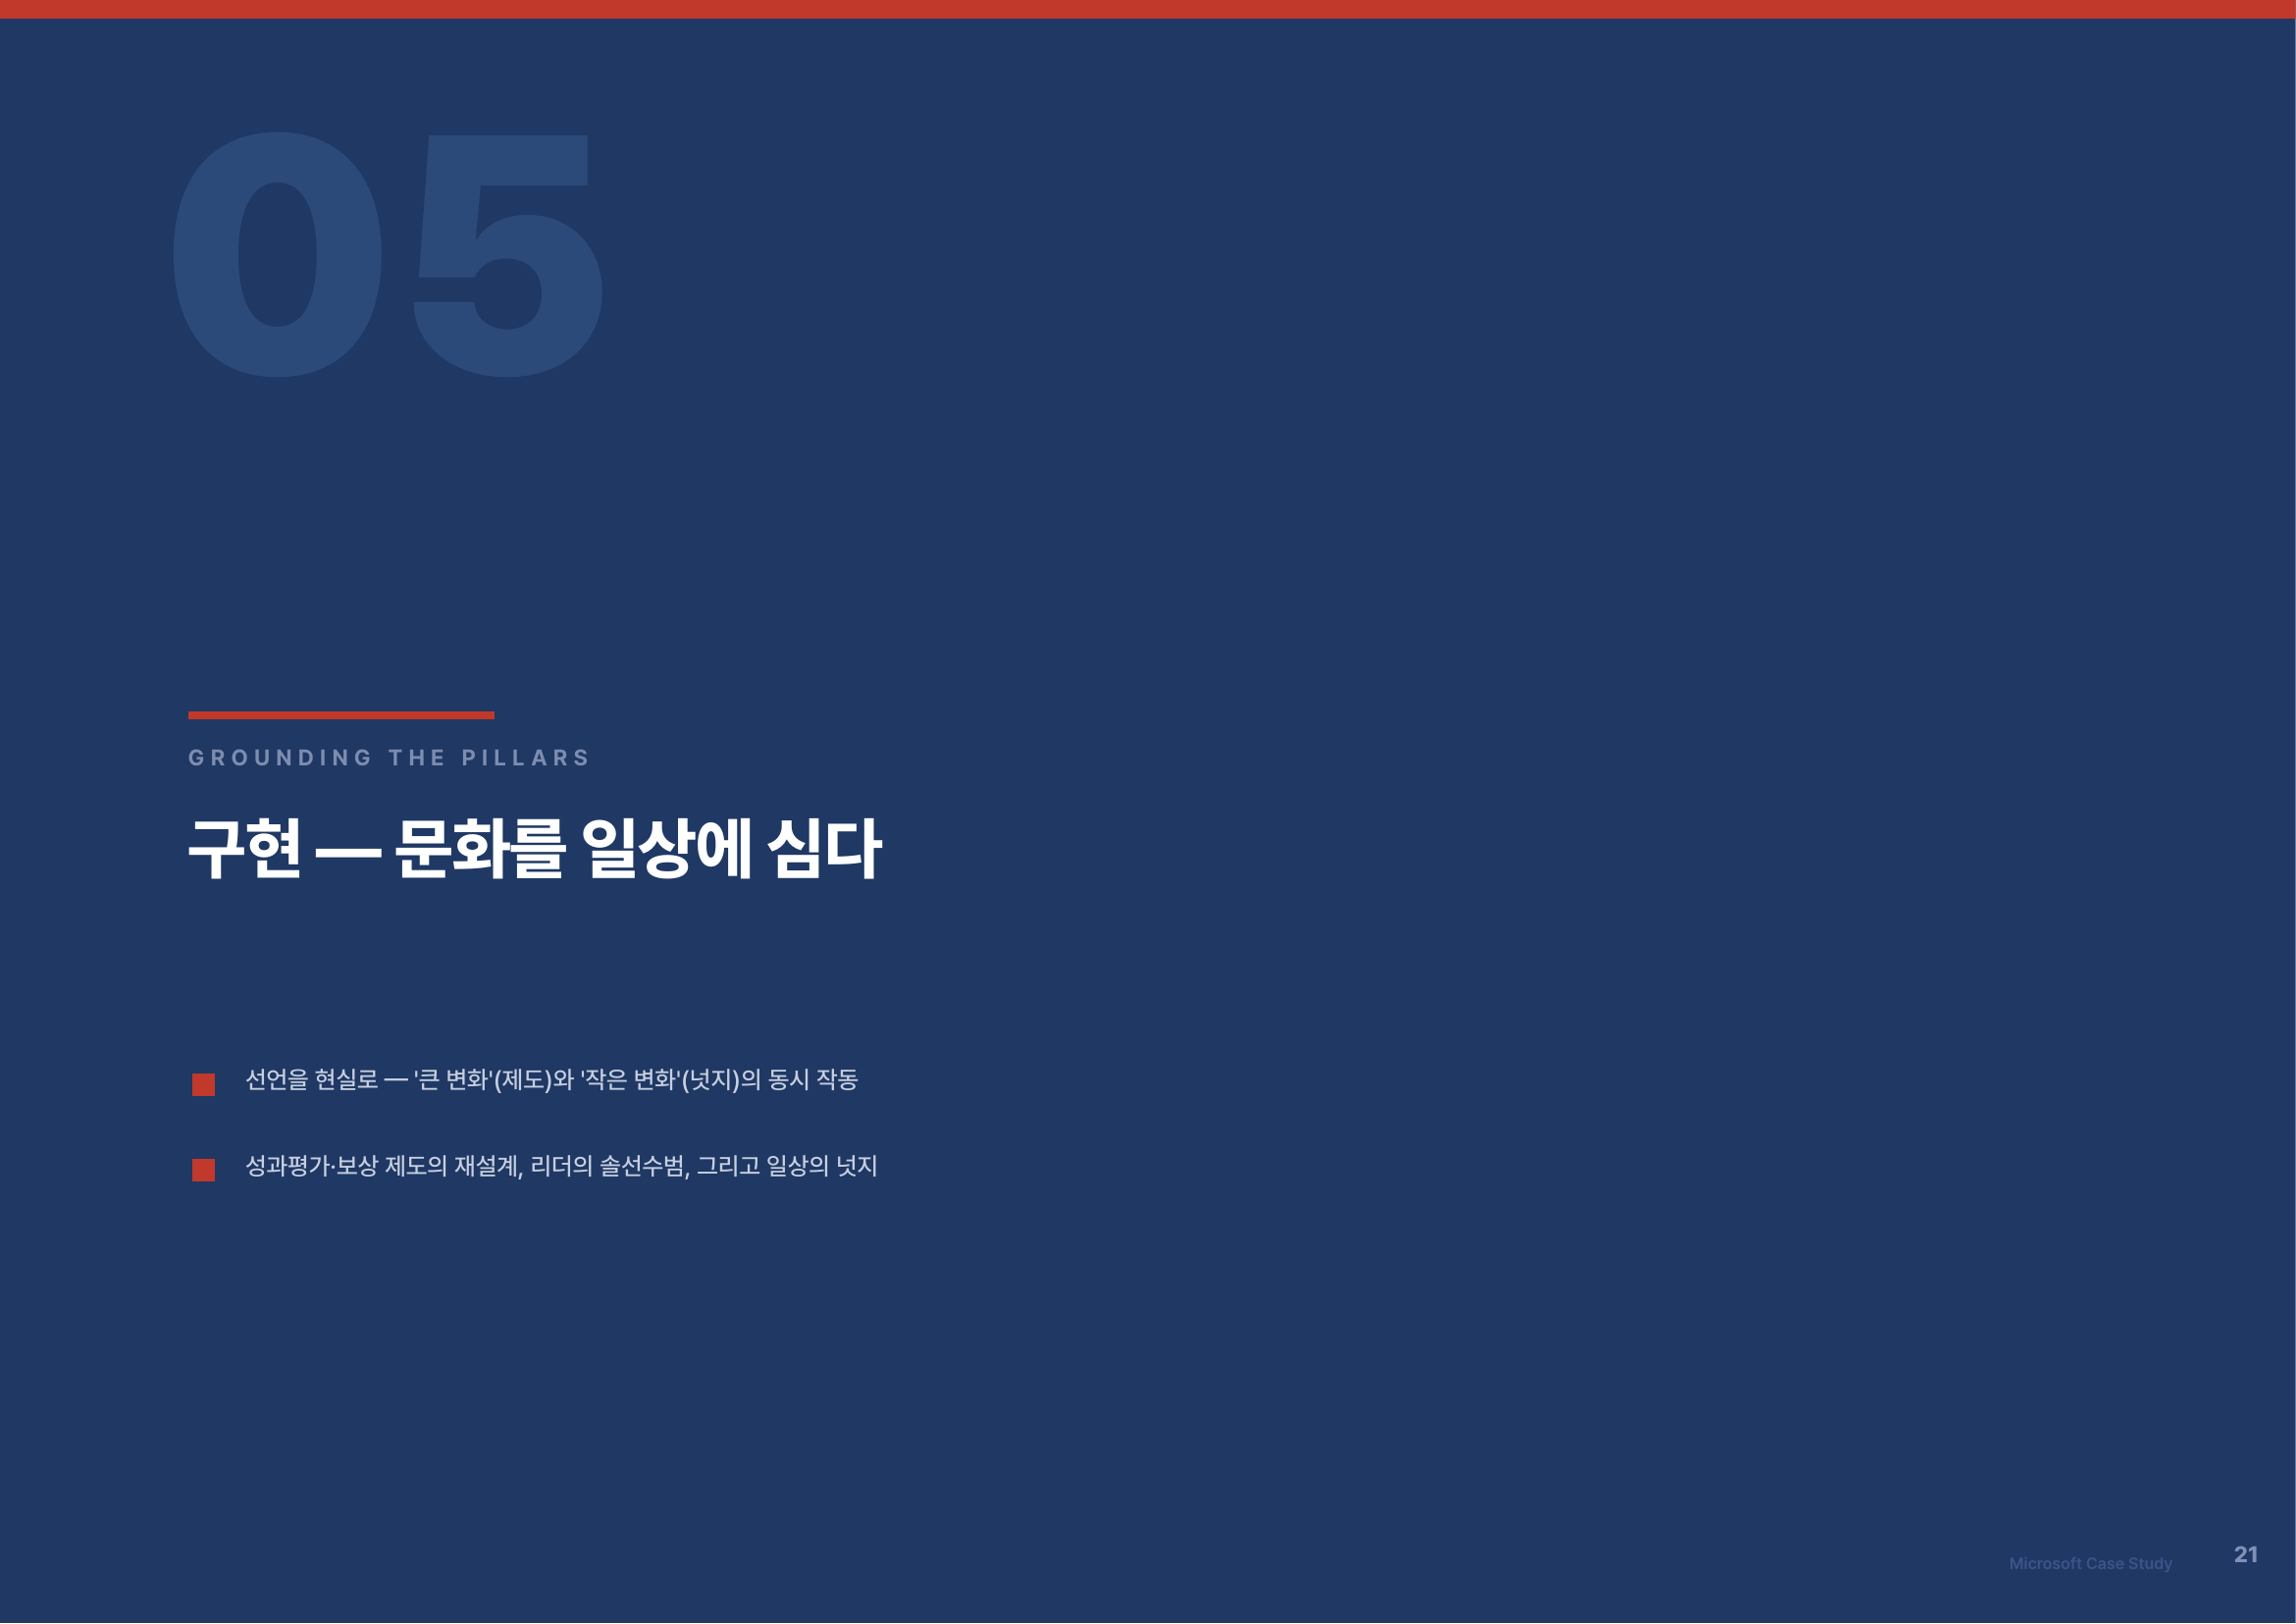 05
GROUNDING THE PILLARS
구현 — 문화를 일상에 심다
선언을 현실로 — '큰 변화'(제도)와 '작은 변화'(넛지)의 동시 작동
성과평가·보상 제도의 재설계, 리더의 솔선수범, 그리고 일상의 넛지
Microsoft Case Study
21